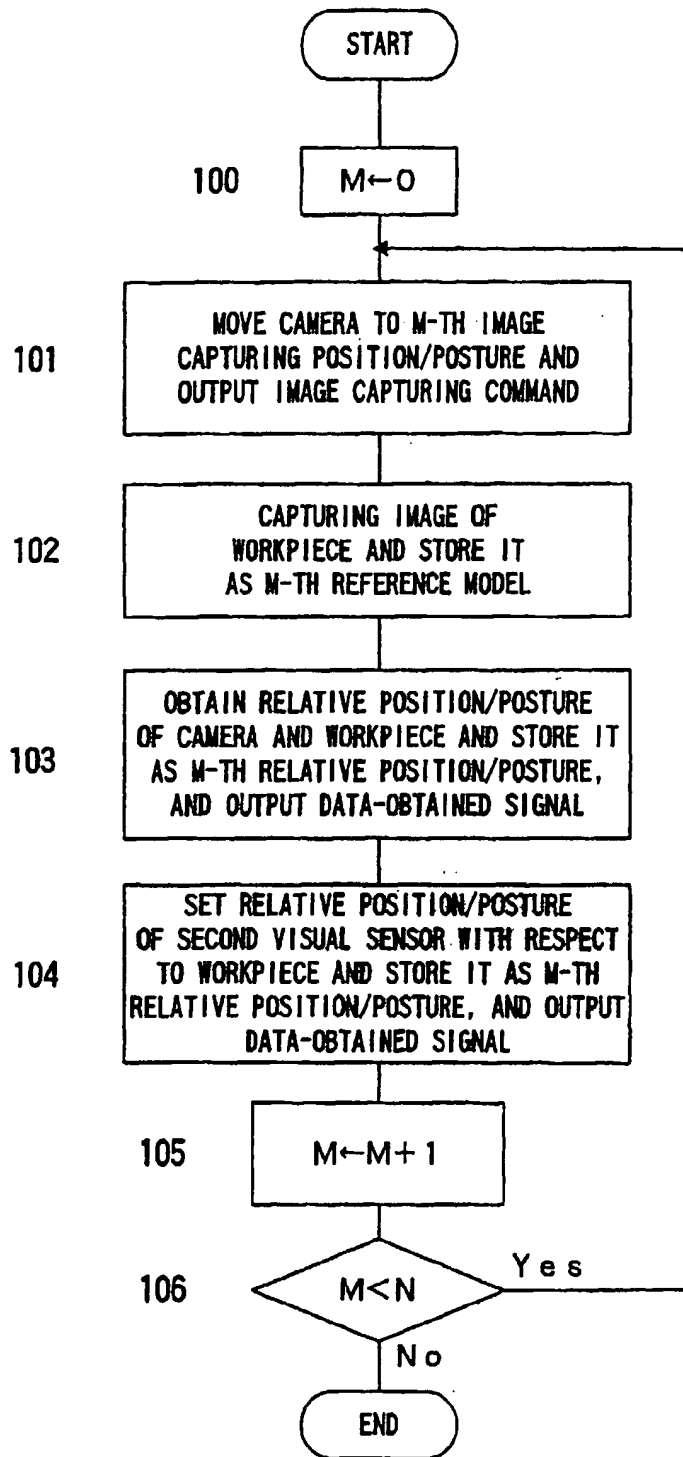 START
100
M←0
101
MOVE CAMERA TO M-TH IMAGE
CAPTURING POSITION/POSTURE AND
OUTPUT IMAGE CAPTURING COMMAND
102
CAPTURING IMAGE OF
WORKPIECE AND STORE IT
AS M-TH REFERENCE MODEL
103
OBTAIN RELATIVE POSITION/POSTURE
OF CAMERA AND WORKPIECE AND STORE IT
AS M-TH RELATIVE POSITION/POSTURE,
AND OUTPUT DATA-OBTAINED SIGNAL
104
SET RELATIVE POSITION/POSTURE
OF SECOND VISUAL SENSOR WITH RESPECT
TO WORKPIECE AND STORE IT AS M-TH
RELATIVE POSITION/POSTURE, AND OUTPUT
DATA-OBTAINED SIGNAL
105
M←M+1
106
M<N
Yes
No
END